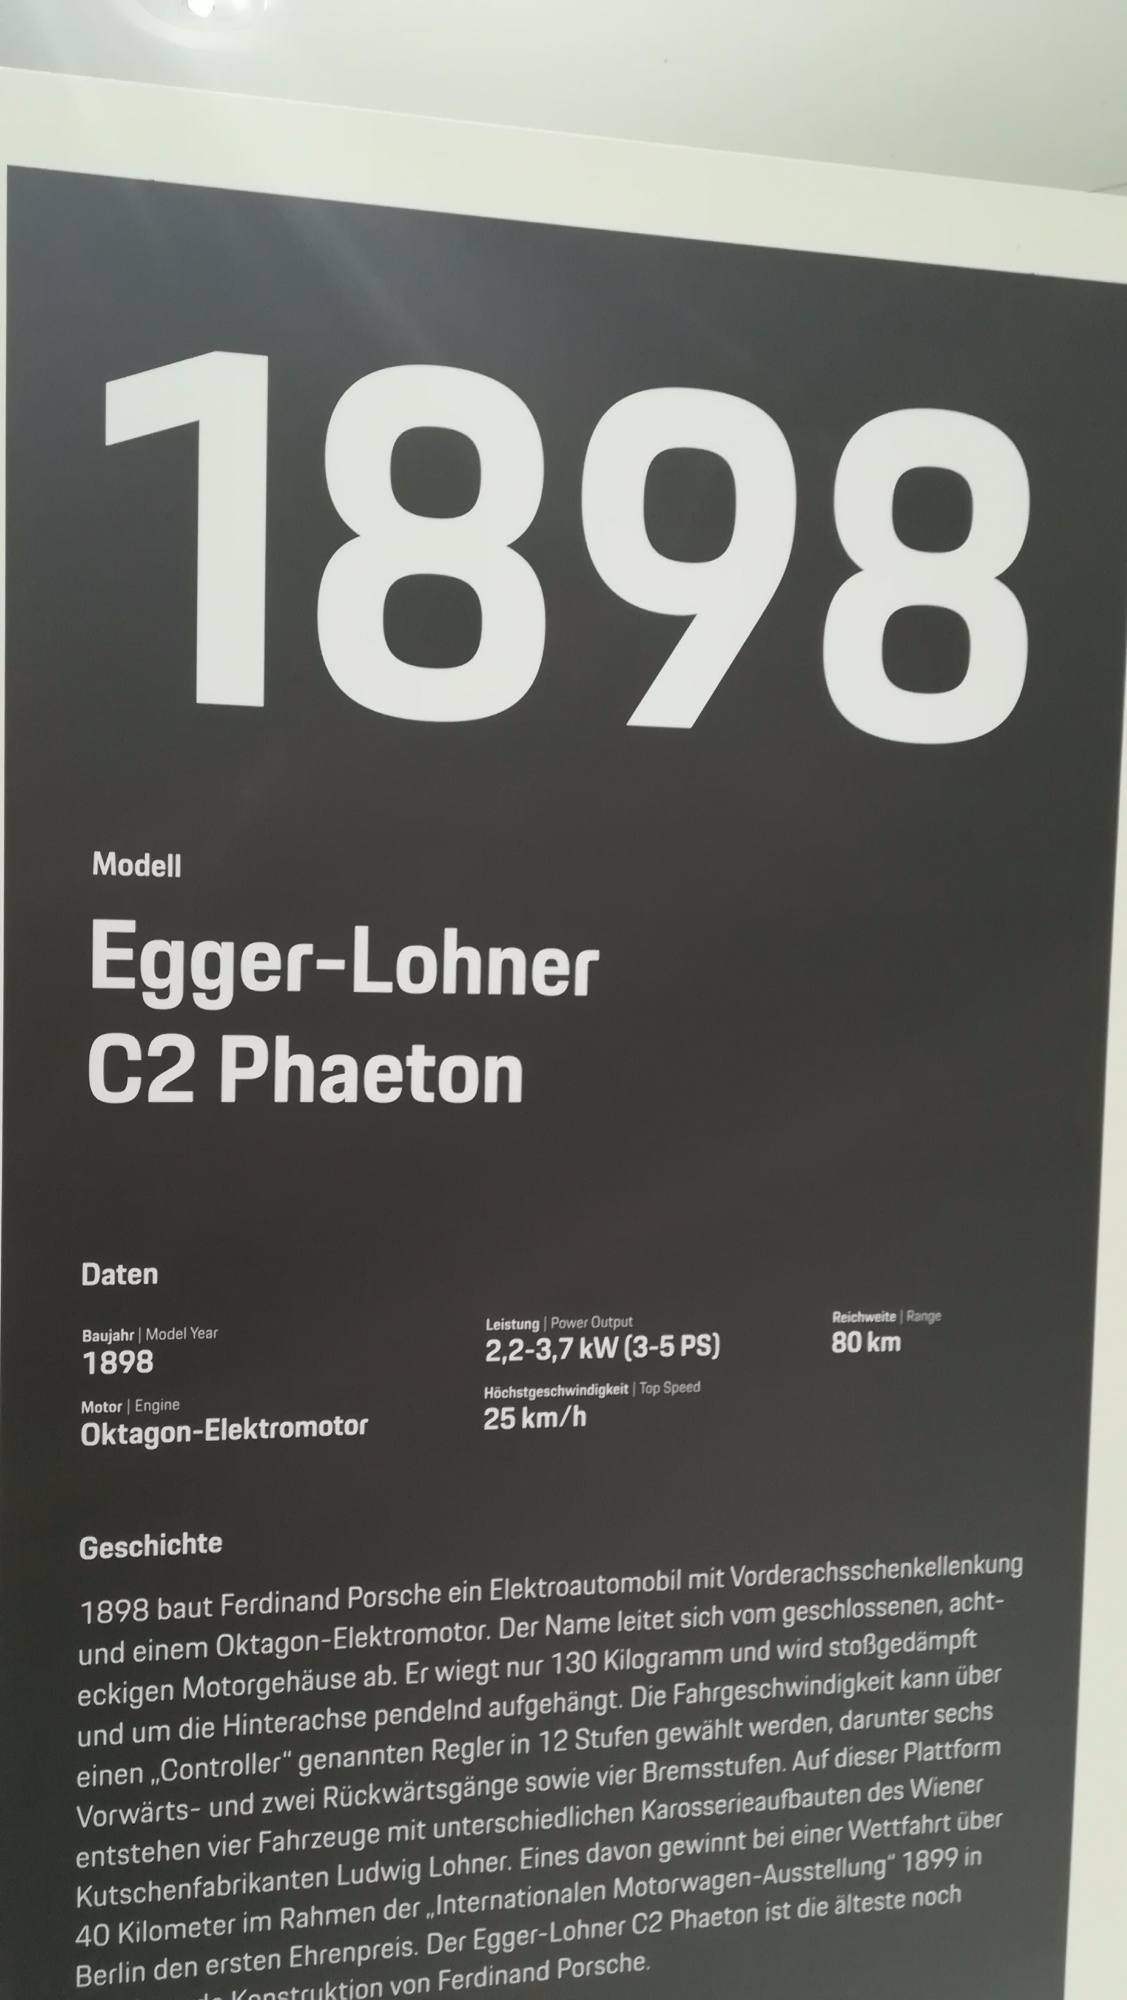 1898
Modell
Egger-Lohner
C2 Phaeton
Daten
Baujahr | Model Year
1898
Motor | Engine
Oktagon-Elektromotor
Leistung | Power Output
2,2-3,7 kW (3-5 PS)
Höchstgeschwindigkeit | Top Speed
25 km/h
Reichweite | Range
80 km
Geschichte
1898 baut Ferdinand Porsche ein Elektroautomobil mit Vorderachsschenkellenkung
und einem Oktagon-Elektromotor. Der Name leitet sich vom geschlossenen, acht-
eckigen Motorgehäuse ab. Er wiegt nur 130 Kilogramm und wird stoßgedämpft
und um die Hinterachse pendelnd aufgehängt. Die Fahrgeschwindigkeit kann über
einen „Controller“ genannten Regler in 12 Stufen gewählt werden, darunter sechs
Vorwärts- und zwei Rückwärtsgänge sowie vier Bremsstufen. Auf dieser Plattform
entstehen vier Fahrzeuge mit unterschiedlichen Karosserieaufbauten des Wiener
Kutschenfabrikanten Ludwig Lohner. Eines davon gewinnt bei einer Wettfahrt über
40 Kilometer im Rahmen der „Internationalen Motorwagen-Ausstellung“ 1899 in
Berlin den ersten Ehrenpreis. Der Egger-Lohner C2 Phaeton ist die älteste noch
Konstruktion von Ferdinand Porsche.